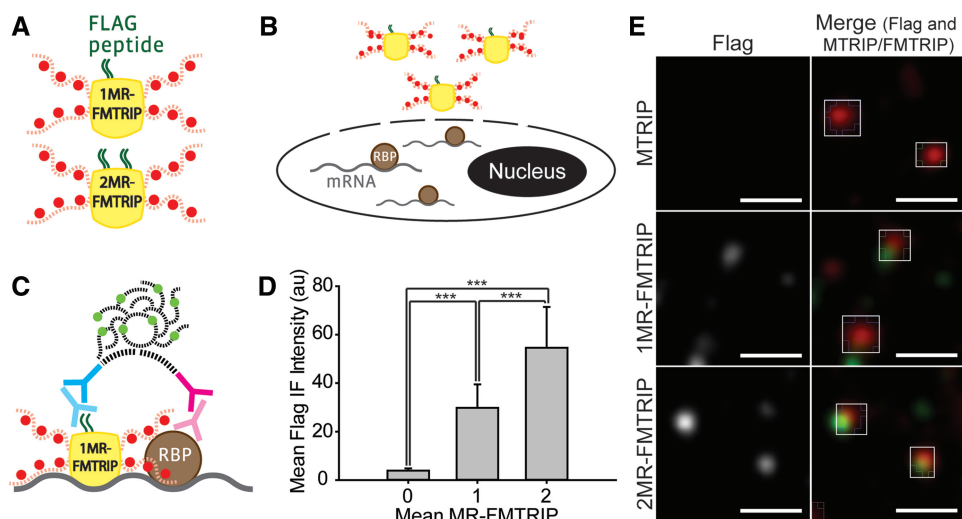 A
FLAG
peptide
1MR-
FMTRIP
2MR-
FMTRIP
B
RBP
mRNA
Nucleus
C
1MR-
FMTRIP
RBP
D
Mean Flag IF Intensity (au)
80
60
40
20
0
***
***
***
0 1 2
Mean MR-FMTRIP
E
Flag
Merge (Flag and
MTRIP/FMTRIP)
MTRIP
1MR-FMTRIP
2MR-FMTRIP